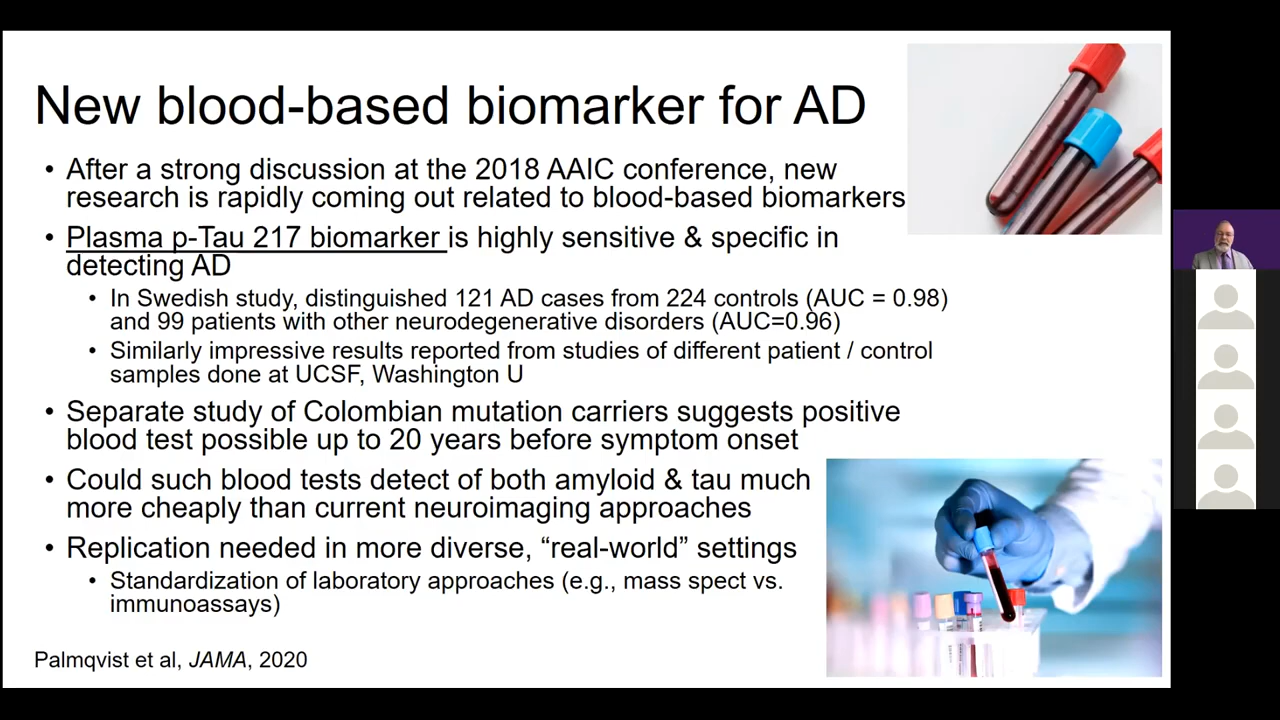 New blood-based biomarker for AD
• After a strong discussion at the 2018 AAIC conference, new
research is rapidly coming out related to blood-based biomarkers
• Plasma p-Tau 217 biomarker is highly sensitive & specific in
detecting AD
• In Swedish study, distinguished 121 AD cases from 224 controls (AUC = 0.98)
and 99 patients with other neurodegenerative disorders (AUC=0.96)
• Similarly impressive results reported from studies of different patient / control
samples done at UCSF, Washington U
• Separate study of Colombian mutation carriers suggests positive
blood test possible up to 20 years before symptom onset
• Could such blood tests detect of both amyloid & tau much
more cheaply than current neuroimaging approaches
• Replication needed in more diverse, “real-world” settings
• Standardization of laboratory approaches (e.g., mass spect vs.
immunoassays)
Palmqvist et al, JAMA, 2020